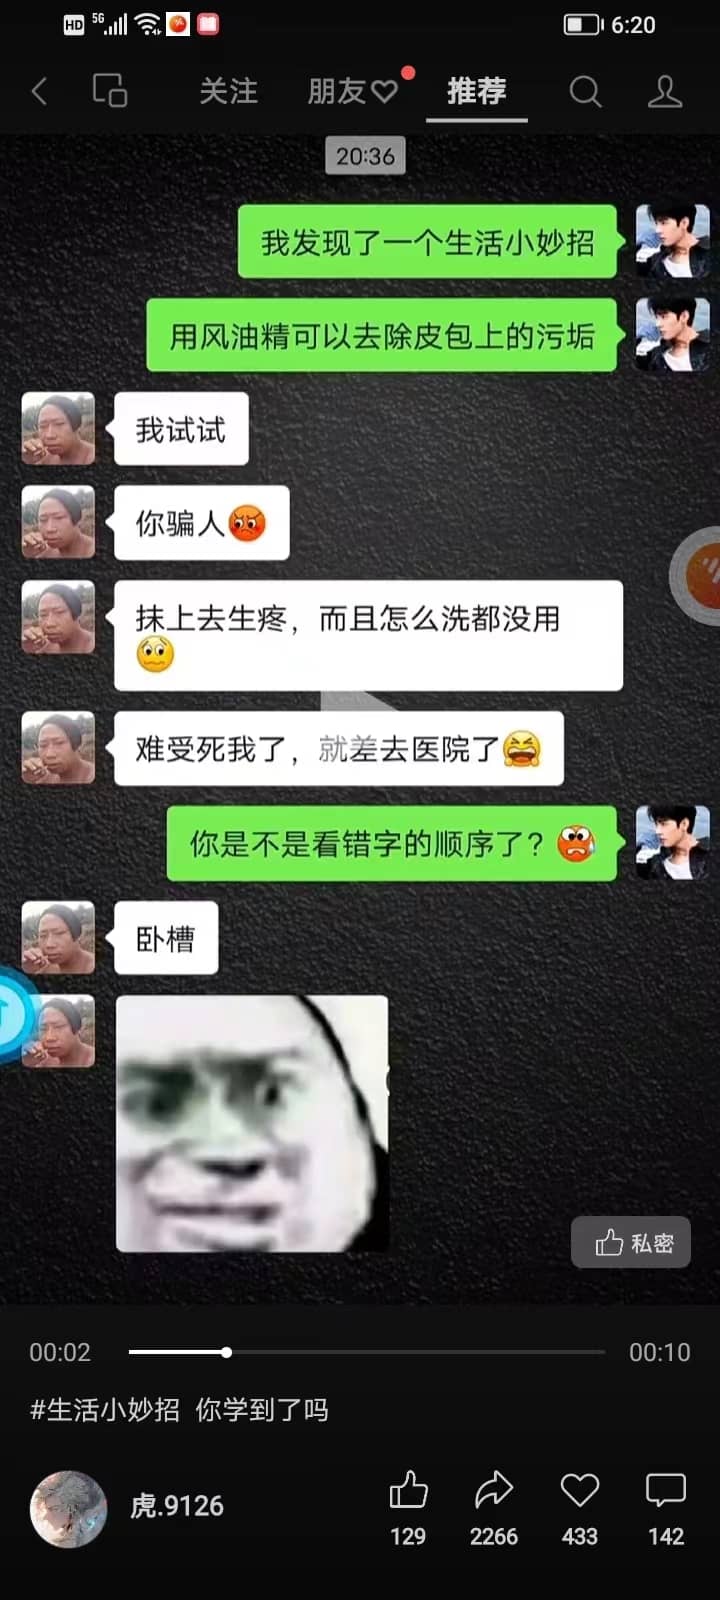 HD 5G 6:20
关注 朋友 推荐
20:36
我发现了一个生活小妙招
用风油精可以去除皮包上的污垢
我试试
你骗人😡
抹上去生疼，而且怎么洗都没用
🥴
难受死我了，就差去医院了😫
你是不是看错字的顺序了？😰
卧槽
私密
00:02 00:10
#生活小妙招 你学到了吗
虎.9126
129 2266 433 142